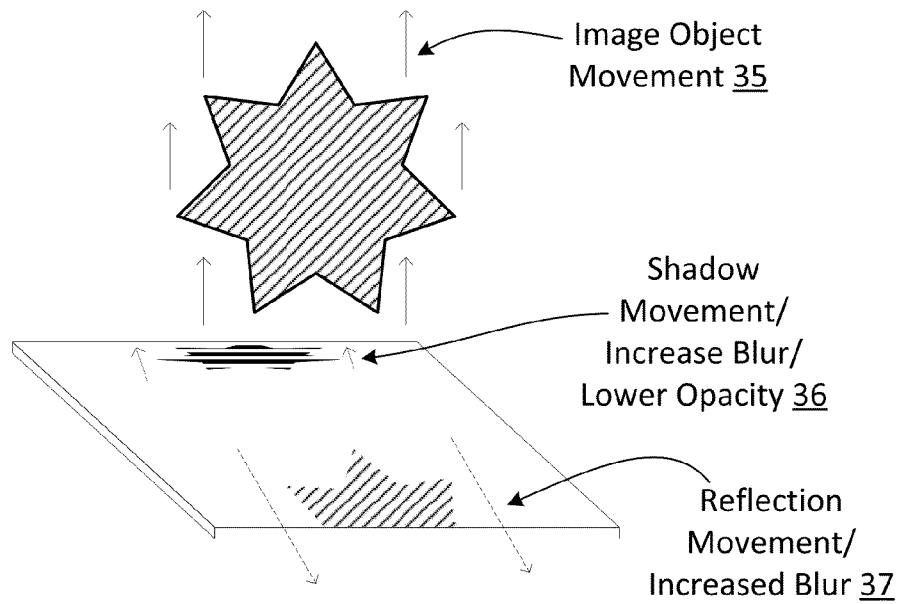 Image Object
Movement 35
Shadow
Movement/
Increase Blur/
Lower Opacity 36
Reflection
Movement/
Increased Blur 37